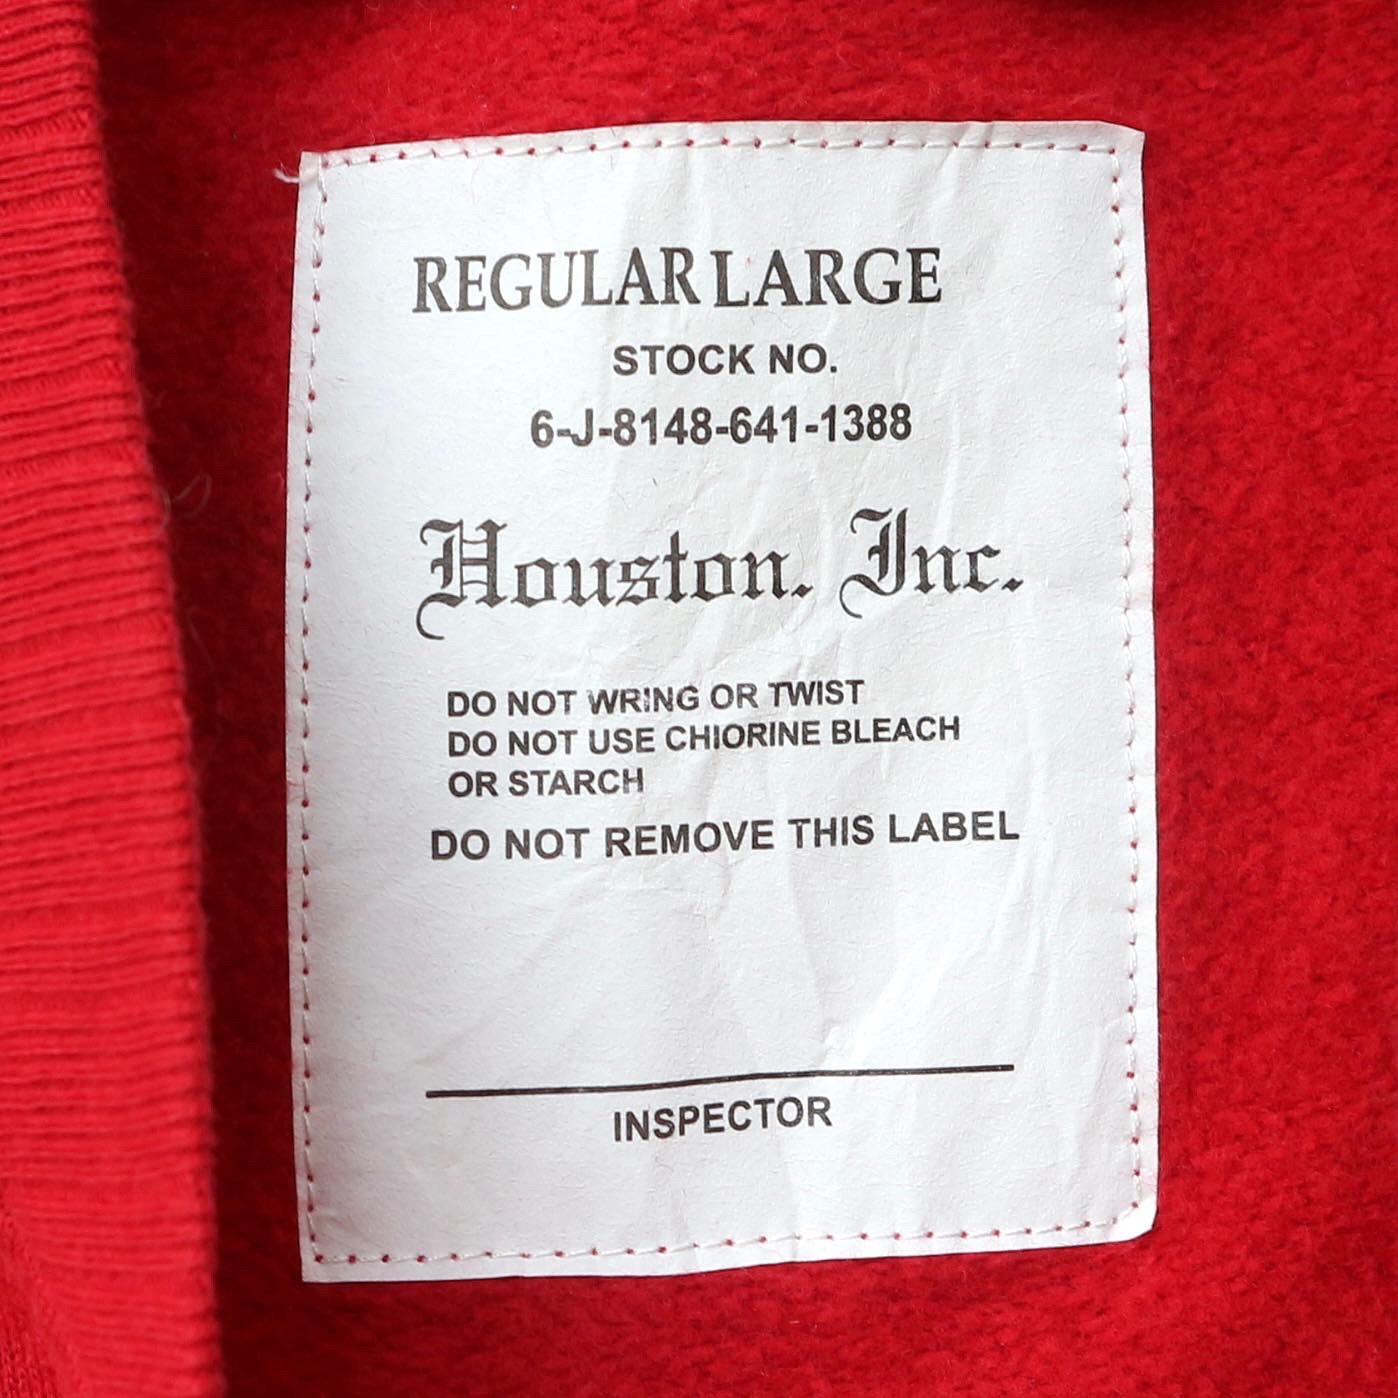 REGULAR LARGE
STOCK NO.
6-J-8148-641-1388
Houston. Inc.
DO NOT WRING OR TWIST
DO NOT USE CHIORINE BLEACH
OR STARCH
DO NOT REMOVE THIS LABEL
INSPECTOR